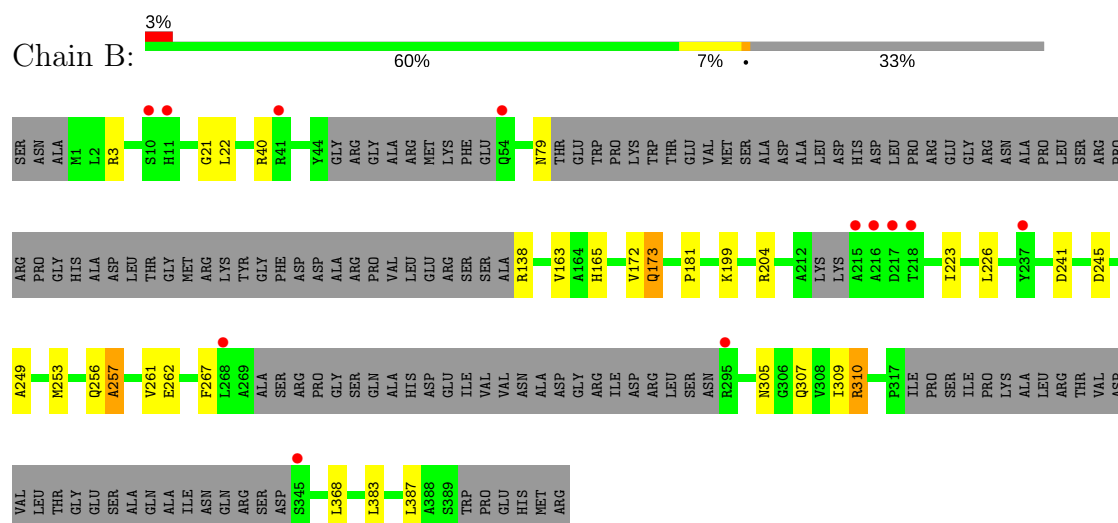 3%
Chain B:
60% 7% • 33%
SER ASN ALA M1 L2 R3 S10 H11 G21 L22 R40 R41 Y44 GLY ARG GLY ALA ARG MET LYS PHE GLU Q54 N79 THR GLU TRP PRO LYS TRP THR GLU VAL MET SER ALA ASP ALA LEU ASP HIS ASP LEU PRO ARG GLU GLY ARG ASN ALA PRO LEU SER ARG PRO
ARG PRO GLY HIS ALA ASP LEU THR GLY MET ARG LYS TYR GLY PHE ASP ASP ALA ARG PRO VAL LEU GLU ARG SER SER ALA R138 V163 A164 H165 V172 Q173 P181 K199 R204 A212 LYS LYS A215 A216 D217 T218 I223 L226 Y237 D241 D245
A249 M253 Q256 A257 V261 E262 F267 L268 A269 ALA SER ARG PRO GLY SER GLN ALA HIS ASP GLU ILE VAL VAL ASN ALA ASP GLY ARG ILE ASP ARG LEU SER ASN R295 N305 G306 Q307 V308 I309 R310 P317 ILE PRO SER ILE PRO LYS ALA LEU ARG THR VAL ASP
VAL LEU THR GLY GLU SER ALA GLN ALA ILE ASN GLN ARG SER ASP S345 L368 L383 L387 A388 S389 TRP PRO GLU HIS MET ARG